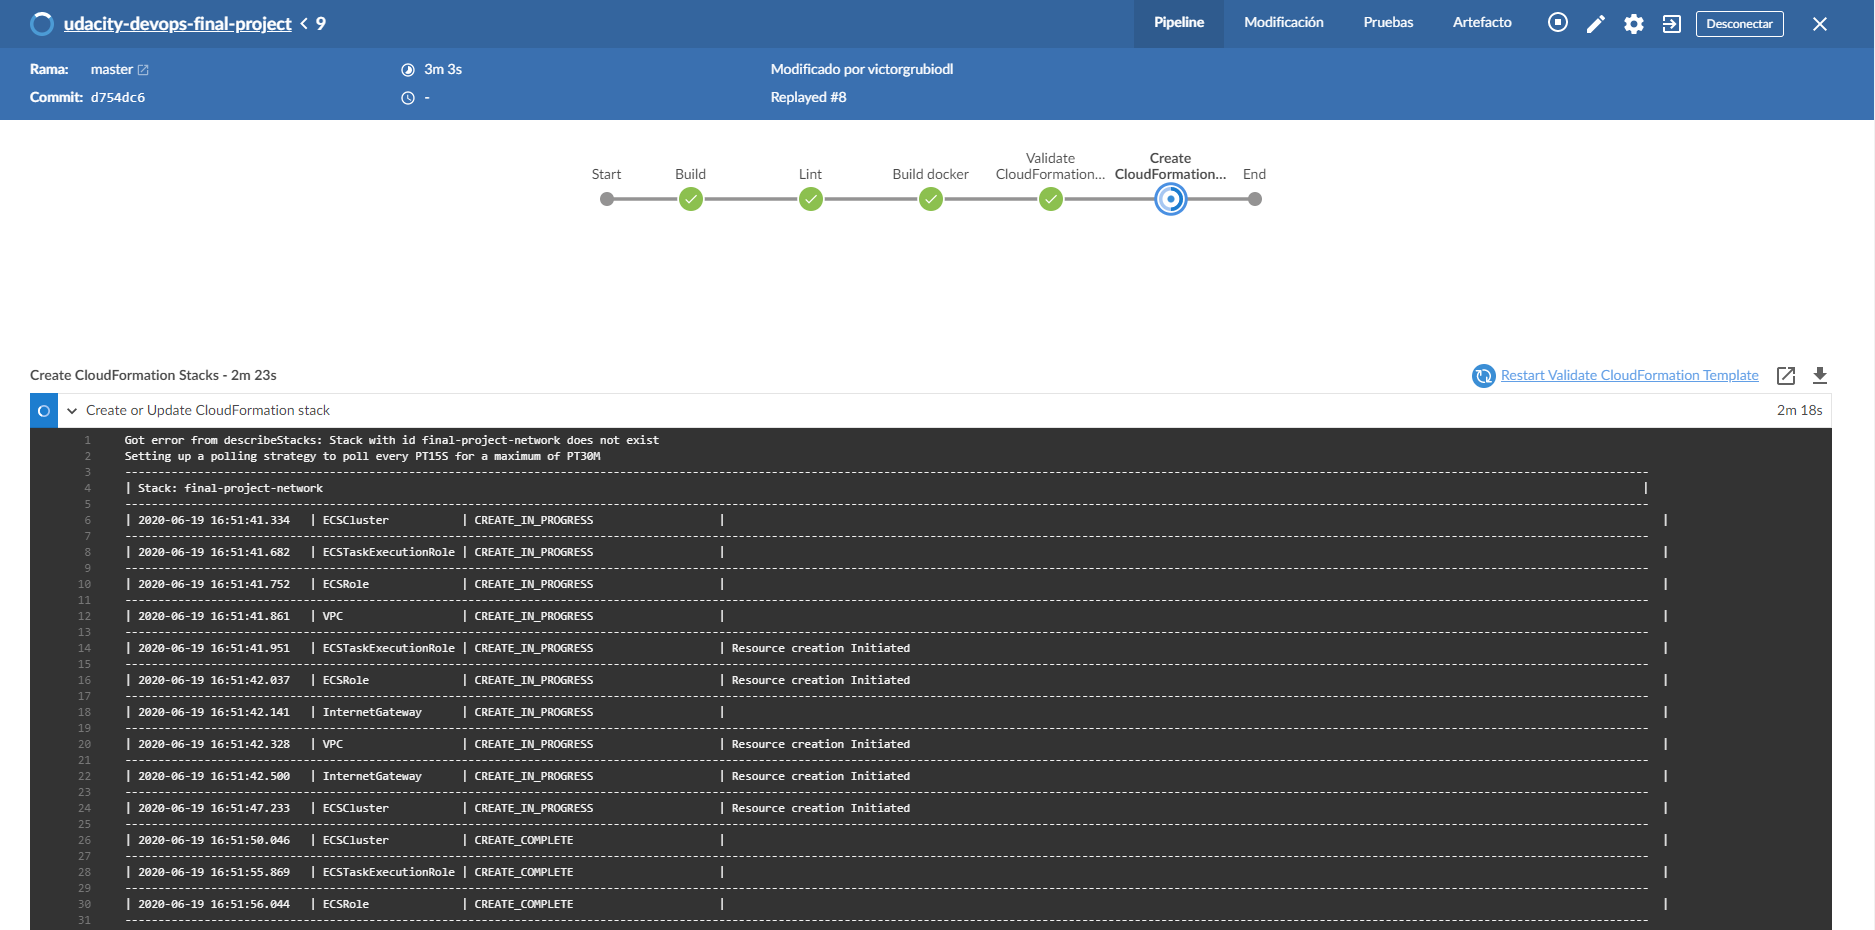 udacity-devops-final-project < 9
Pipeline Modificación Pruebas Artefacto Desconectar
Rama: master 3m 3s Modificado por victorgrubiodl
Commit: d754dc6 - Replayed #8
Start Build Lint Build docker Validate CloudFormation... Create CloudFormation... End
Create CloudFormation Stacks - 2m 23s Restart Validate CloudFormation Template
Create or Update CloudFormation stack 2m 18s
1 Got error from describeStacks: Stack with id final-project-network does not exist
2 Setting up a polling strategy to poll every PT15S for a maximum of PT30M
3 ----------------------------------------
4 | Stack: final-project-network |
5 ----------------------------------------
6 | 2020-06-19 16:51:41.334 | ECSCluster | CREATE_IN_PROGRESS | |
7 ----------------------------------------
8 | 2020-06-19 16:51:41.682 | ECSTaskExecutionRole | CREATE_IN_PROGRESS | |
9 ----------------------------------------
10 | 2020-06-19 16:51:41.752 | ECSRole | CREATE_IN_PROGRESS | |
11 ----------------------------------------
12 | 2020-06-19 16:51:41.861 | VPC | CREATE_IN_PROGRESS | |
13 ----------------------------------------
14 | 2020-06-19 16:51:41.951 | ECSTaskExecutionRole | CREATE_IN_PROGRESS | Resource creation Initiated |
15 ----------------------------------------
16 | 2020-06-19 16:51:42.037 | ECSRole | CREATE_IN_PROGRESS | Resource creation Initiated |
17 ----------------------------------------
18 | 2020-06-19 16:51:42.141 | InternetGateway | CREATE_IN_PROGRESS | |
19 ----------------------------------------
20 | 2020-06-19 16:51:42.328 | VPC | CREATE_IN_PROGRESS | Resource creation Initiated |
21 ----------------------------------------
22 | 2020-06-19 16:51:42.500 | InternetGateway | CREATE_IN_PROGRESS | Resource creation Initiated |
23 ----------------------------------------
24 | 2020-06-19 16:51:47.233 | ECSCluster | CREATE_IN_PROGRESS | Resource creation Initiated |
25 ----------------------------------------
26 | 2020-06-19 16:51:50.046 | ECSCluster | CREATE_COMPLETE | |
27 ----------------------------------------
28 | 2020-06-19 16:51:55.869 | ECSTaskExecutionRole | CREATE_COMPLETE | |
29 ----------------------------------------
30 | 2020-06-19 16:51:56.044 | ECSRole | CREATE_COMPLETE | |
31 ----------------------------------------